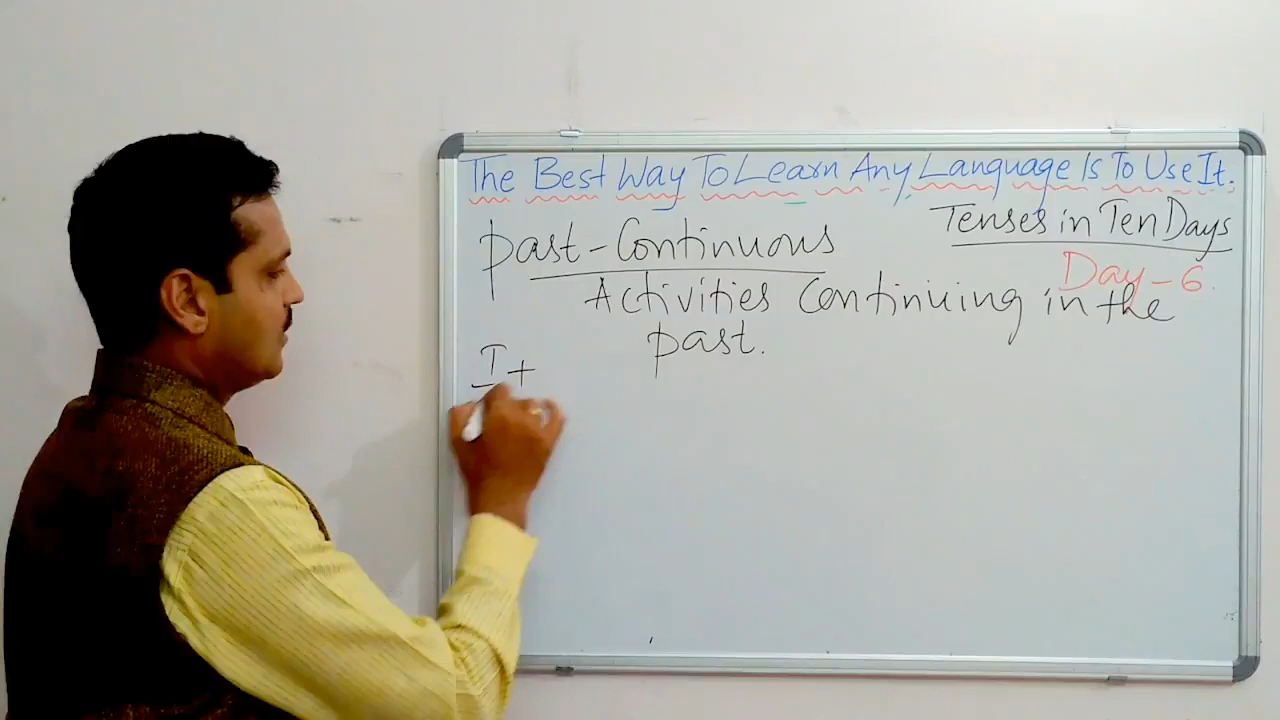 The Best Way To Learn Any Language Is To Use It.
Tenses in Ten Days
Past-Continuous
Day-6.
Activities Continuing in the
past.
I +